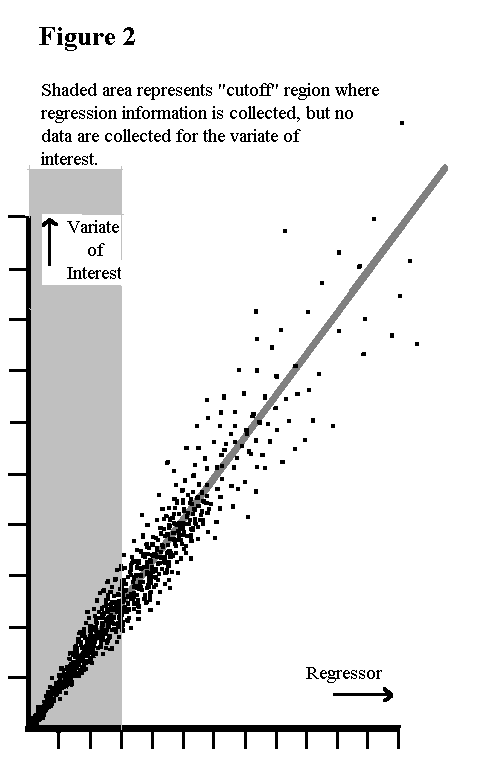 Figure 2
Shaded area represents "cutoff" region where
regression information is collected, but no
data are collected for the variate of
interest.
Variate
of
Interest
Regressor